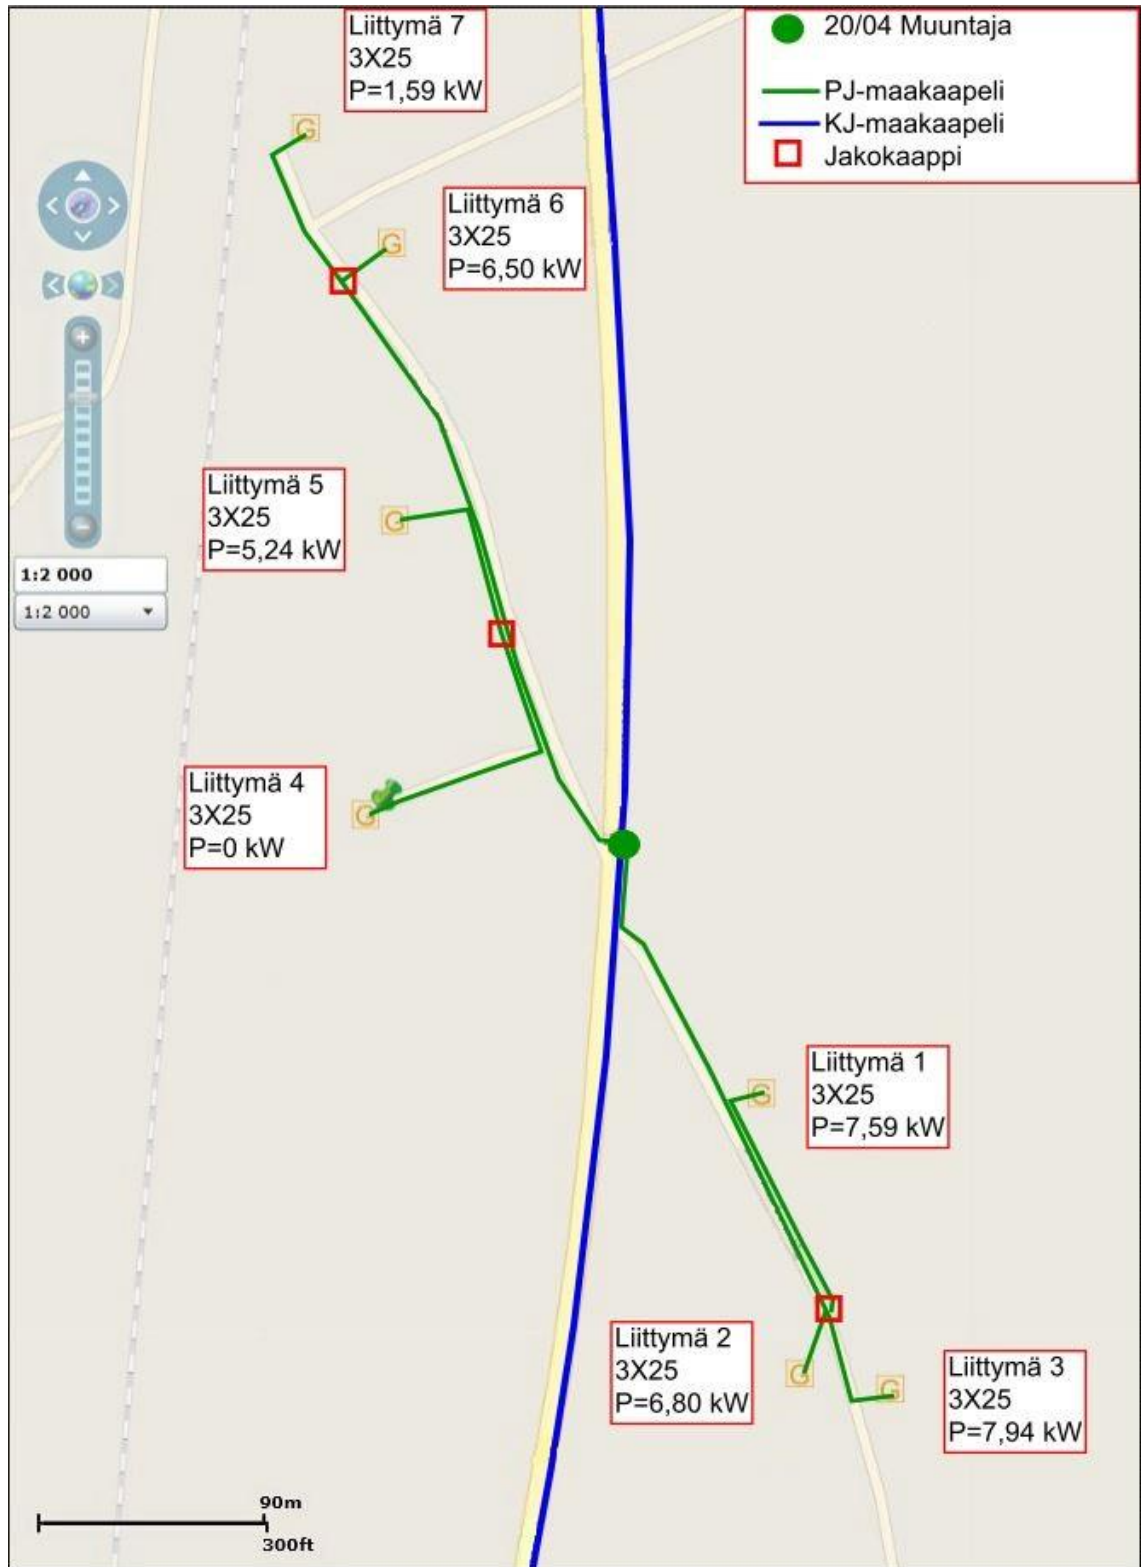 Liittymä 7
3X25
P=1,59 kW
20/04 Muuntaja
PJ-maakaapeli
KJ-maakaapeli
Jakokaappi
G
Liittymä 6
3X25
P=6,50 kW
G
Liittymä 5
3X25
P=5,24 kW
G
1:2 000
1:2 000
Liittymä 4
3X25
P=0 kW
G
Liittymä 1
3X25
P=7,59 kW
G
Liittymä 2
3X25
P=6,80 kW
G
Liittymä 3
3X25
P=7,94 kW
G
90m
300ft